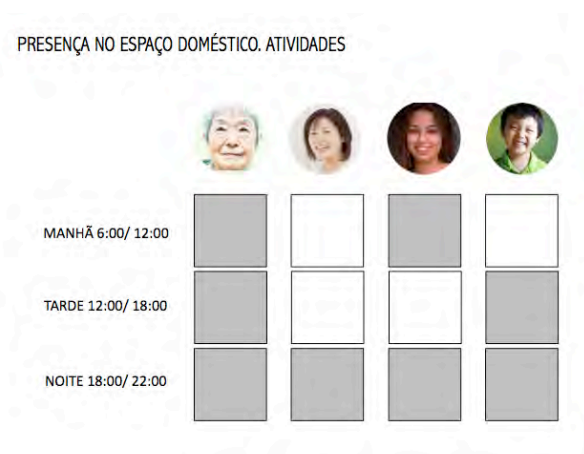 PRESENÇA NO ESPAÇO DOMÉSTICO. ATIVIDADES
MANHÃ 6:00/ 12:00
TARDE 12:00/ 18:00
NOITE 18:00/ 22:00